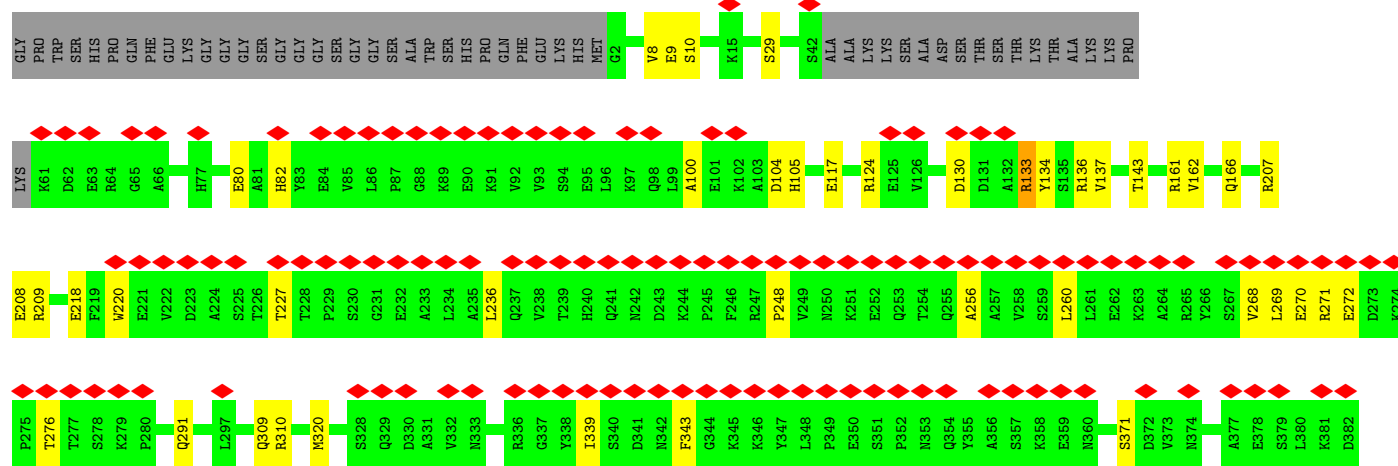 GLY PRO TRP SER HIS PRO GLN PHE GLU LYS GLY GLY GLY SER GLY GLY GLY SER GLY GLY SER ALA TRP SER HIS PRO GLN PHE GLU LYS HIS MET G2 V8 E9 S10 K15 S29 S42 ALA ALA LYS LYS SER ALA ASP SER THR SER THR LYS THR ALA LYS LYS PRO
LYS K61 D62 E63 R64 G65 A66 H77 E80 A81 H82 Y83 E84 V85 L86 P87 G88 K89 E90 K91 V92 V93 S94 E95 L96 K97 Q98 L99 A100 E101 K102 A103 D104 H105 E117 R124 E125 V126 D130 D131 A132 R133 Y134 S135 R136 V137 T143 R161 V162 Q166 R207
E208 R209 E218 F219 W220 E221 V222 D223 A224 S225 T226 T227 T228 P229 S230 G231 E232 A233 L234 A235 L236 Q237 V238 T239 H240 Q241 N242 D243 K244 P245 F246 R247 P248 V249 N250 K251 E252 Q253 T254 Q255 A256 A257 V258 S259 L260 L261 E262 K263 A264 R265 Y266 S267 V268 L269 E270 R271 E272 D273 K274
P275 T276 T277 S278 K279 P280 Q291 L297 Q309 R310 M320 S328 Q329 D330 A331 V332 N333 R336 G337 Y338 I339 S340 D341 N342 F343 G344 K345 K346 Y347 L348 P349 E350 S351 P352 N353 Q354 Y355 A356 S357 K358 E359 N360 S371 D372 V373 N374 A377 E378 S379 L380 K381 D382